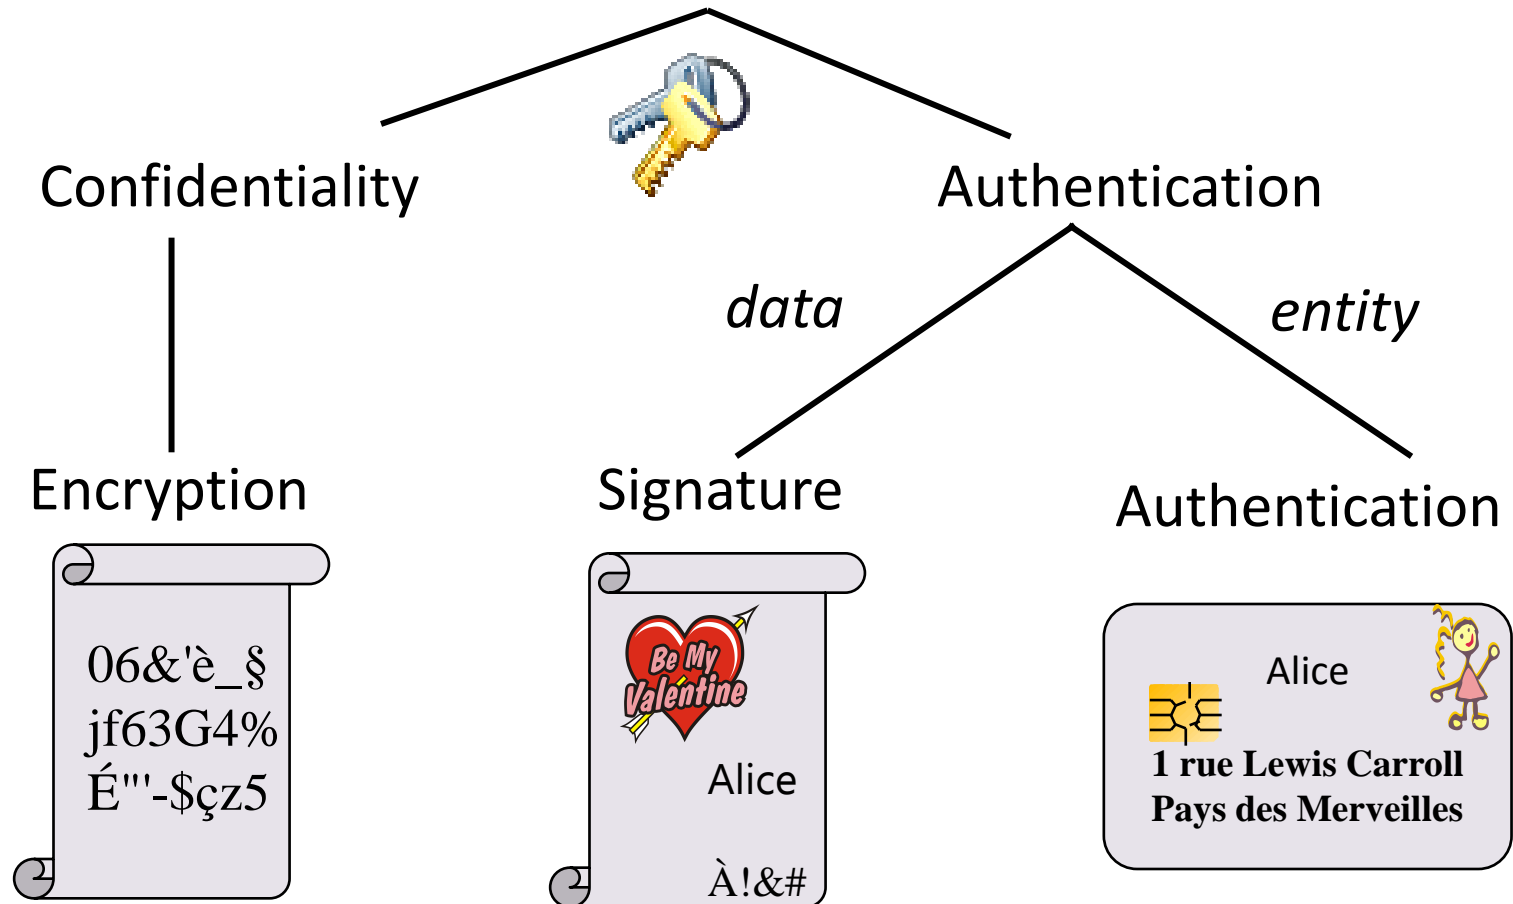 Confidentiality
Authentication
data
entity
Encryption
Signature
Authentication
06&'è_§
jf63G4%
É"'-$çz5
Be My
Valentine
Alice
À!&#
Alice
1 rue Lewis Carroll
Pays des Merveilles